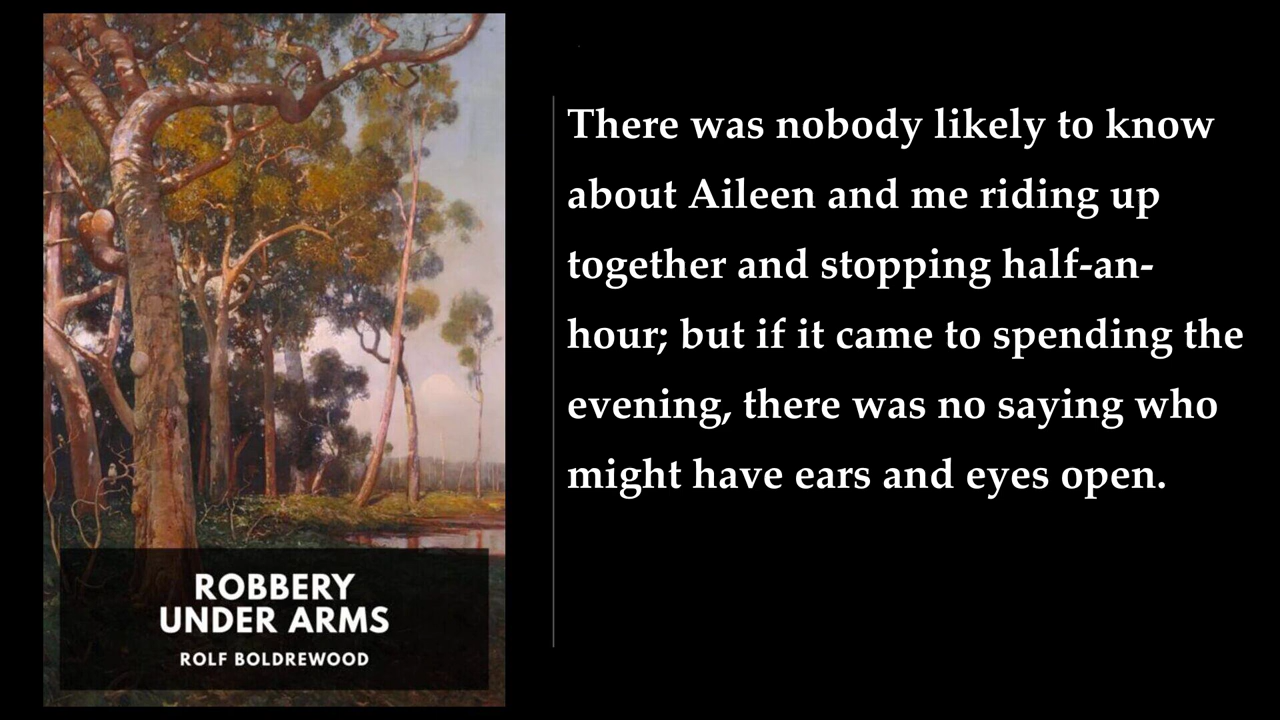 There was nobody likely to know
about Aileen and me riding up
together and stopping half-an-
hour; but if it came to spending the
evening, there was no saying who
might have ears and eyes open.
ROBBERY
UNDER ARMS
ROLF BOLDREWOOD